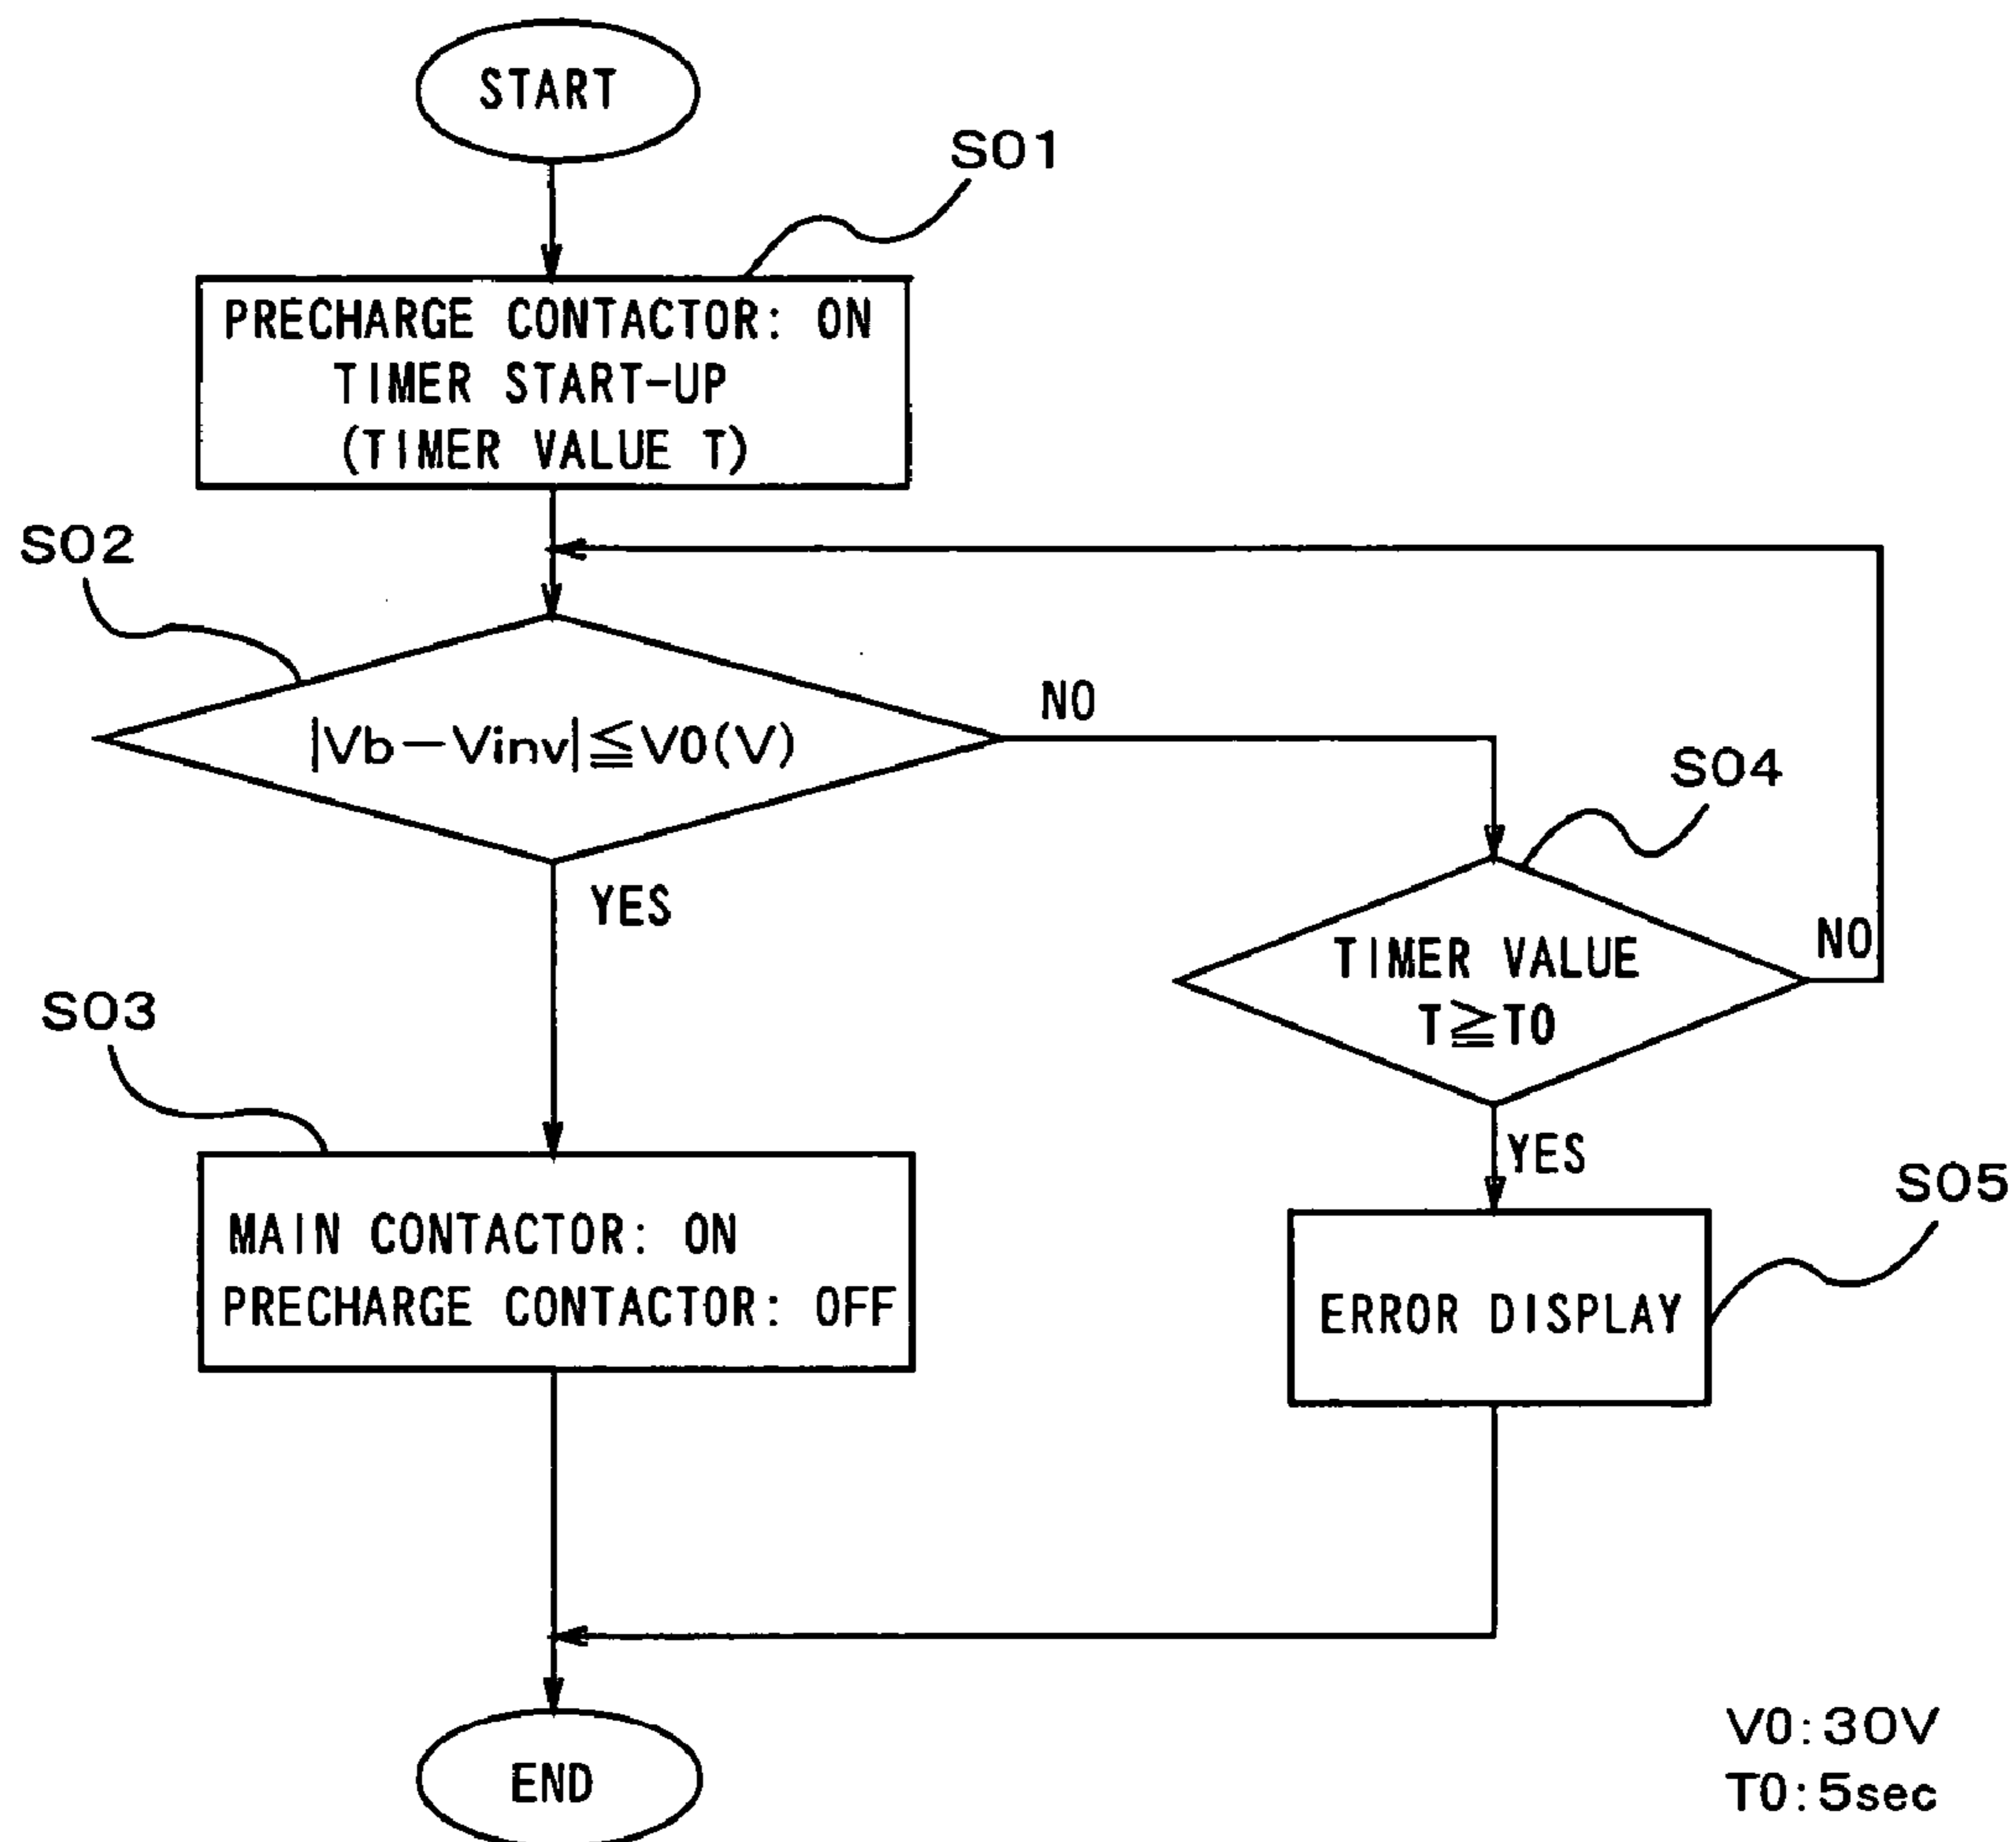 START
S01
PRECHARGE CONTACTOR: ON
TIMER START-UP
(TIMER VALUE T)
S02
|Vb-Vinv|≦V0(V)
NO
YES
S04
TIMER VALUE
T≧T0
NO
YES
S03
MAIN CONTACTOR: ON
PRECHARGE CONTACTOR: OFF
S05
ERROR DISPLAY
END
V0:30V
T0:5sec